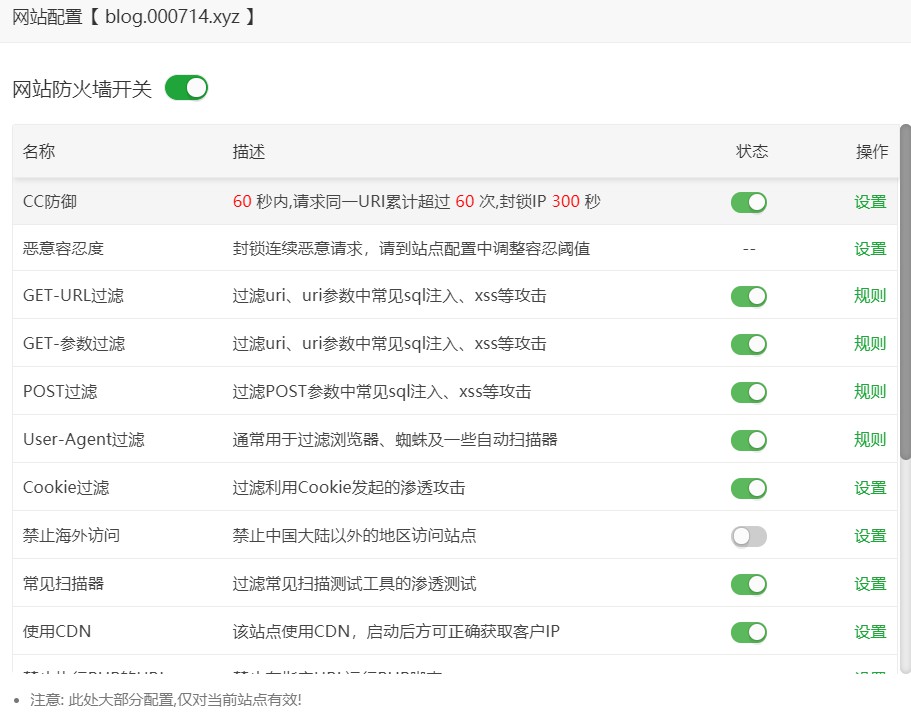 网站配置【 blog.000714.xyz 】
网站防火墙开关
名称 描述 状态 操作
CC防御 60 秒内,请求同一URI累计超过 60 次,封锁IP 300 秒 设置
恶意容忍度 封锁连续恶意请求，请到站点配置中调整容忍阈值 -- 设置
GET-URL过滤 过滤uri、uri参数中常见sql注入、xss等攻击 规则
GET-参数过滤 过滤uri、uri参数中常见sql注入、xss等攻击 规则
POST过滤 过滤POST参数中常见sql注入、xss等攻击 规则
User-Agent过滤 通常用于过滤浏览器、蜘蛛及一些自动扫描器 规则
Cookie过滤 过滤利用Cookie发起的渗透攻击 设置
禁止海外访问 禁止中国大陆以外的地区访问站点 设置
常见扫描器 过滤常见扫描测试工具的渗透测试 设置
使用CDN 该站点使用CDN，启动后方可正确获取客户IP 设置
注意: 此处大部分配置,仅对当前站点有效!